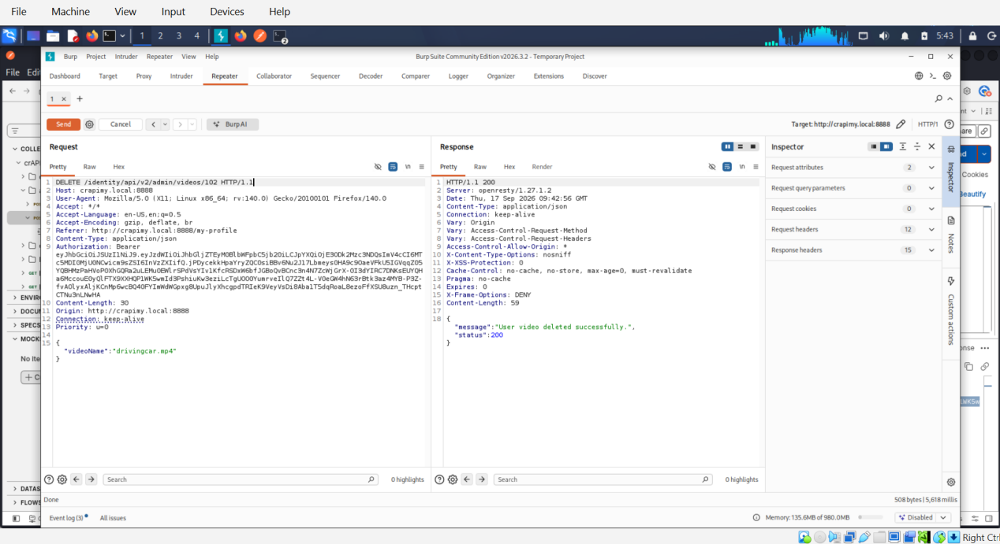 File Machine View Input Devices Help
1 2 3 4 2 5:43
Burp Project Intruder Repeater View Help Burp Suite Community Edition v2026.3.2 - Temporary Project
File Edi
Dashboard Target Proxy Intruder Repeater Collaborator Sequencer Decoder Comparer Logger Organizer Extensions Discover
1 × +
Send Cancel Burp AI Target: http://crapimy.local:8888 HTTP/1
Request
Pretty Raw Hex
1 DELETE /identity/api/v2/admin/videos/102 HTTP/1.1
2 Host: crapimy.local:8888
3 User-Agent: Mozilla/5.0 (X11; Linux x86_64; rv:140.0) Gecko/20100101 Firefox/140.0
4 Accept: */*
5 Accept-Language: en-US,en;q=0.5
6 Accept-Encoding: gzip, deflate, br
7 Referer: http://crapimy.local:8888/my-profile
8 Content-Type: application/json
9 Authorization: Bearer
10 Content-Length: 30
11 Origin: http://crapimy.local:8888
12 Connection: keep-alive
13 Priority: u=0
14
15 {
"videoName":"drivingcar.mp4"
}
Response
Pretty Raw Hex Render
1 HTTP/1.1 200
2 Server: openresty/1.27.1.2
3 Date: Thu, 17 Sep 2026 09:42:56 GMT
4 Content-Type: application/json
5 Connection: keep-alive
6 Vary: Origin
7 Vary: Access-Control-Request-Method
8 Vary: Access-Control-Request-Headers
9 Access-Control-Allow-Origin: *
10 X-Content-Type-Options: nosniff
11 X-XSS-Protection: 0
12 Cache-Control: no-cache, no-store, max-age=0, must-revalidate
13 Pragma: no-cache
14 Expires: 0
15 X-Frame-Options: DENY
16 Content-Length: 59
17
18 {
"message":"User video deleted successfully.",
"status":200
}
Inspector
Request attributes 2
Request query parameters 0
Request cookies 0
Request headers 12
Response headers 15
Inspector
Notes
Custom actions
COLLE
crAPI
GET
GET
ENVIR
DOCU
SPECS
MOCK
No ite
DATAS
FLOWS
Cookies
Beautify
Search 0 highlights
Search 0 highlights
Done 508 bytes | 5,618 millis
Event log (3) All issues Memory: 135.6MB of 980.0MB Disabled
Right Ctr